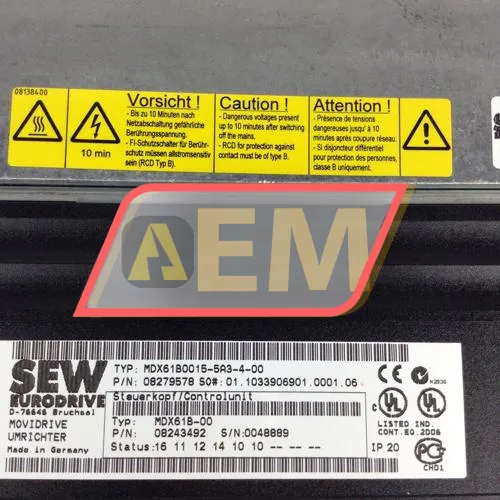 08138400
Vorsicht !
- Bis zu 10 Minuten nach
Netzabschaltung gefährliche
Berührungsspannung.
- FI-Schutzschalter für Berühr-
schutz müssen allstromsensitiv
sein (RCD Typ B).
10 min
Caution !
- Dangerous voltages present
up to 10 minutes after switching
off the mains.
- RCD for protection against
contact must be of type B.
Attention !
- Présence de tensions
dangereuses jusqu' à 10
minutes après coupure réseau.
- Si disjoncteur différentiel
pour protection des personnes,
classe B uniquement.
AEM
SEW
EURODRIVE
D-76646 Bruchsal
MOVIDRIVE
UMRICHTER
Made in Germany
TYP: MDX61B0015-5A3-4-00
P/N: 08279578 SO#: 01.1033906901.0001.06
Steuerkopf/Controlunit
Typ: MDX61B-00
P/N: 08243492 S/N:0048889
Status: 16 11 12 14 10 10 -- -- --
CE
N2936
C UL US
LISTED IND.
CONT.EQ.2D06
IP 20